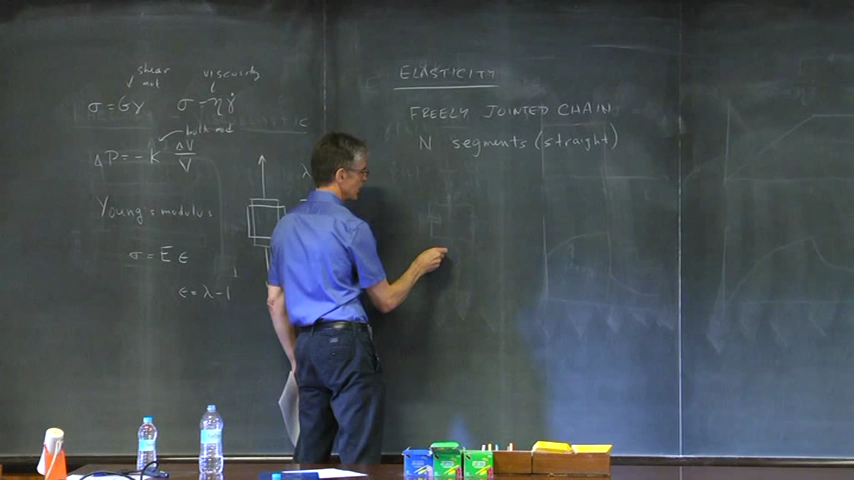 shear
mod
viscosity
σ = Gγ σ ~ ηγ̇
bulk mod
ΔP = - K ΔV/V
Young's modulus
σ = E ϵ
ϵ = λ - 1
λ
ELASTICITY
FREELY JOINTED CHAIN
N segments (straight)